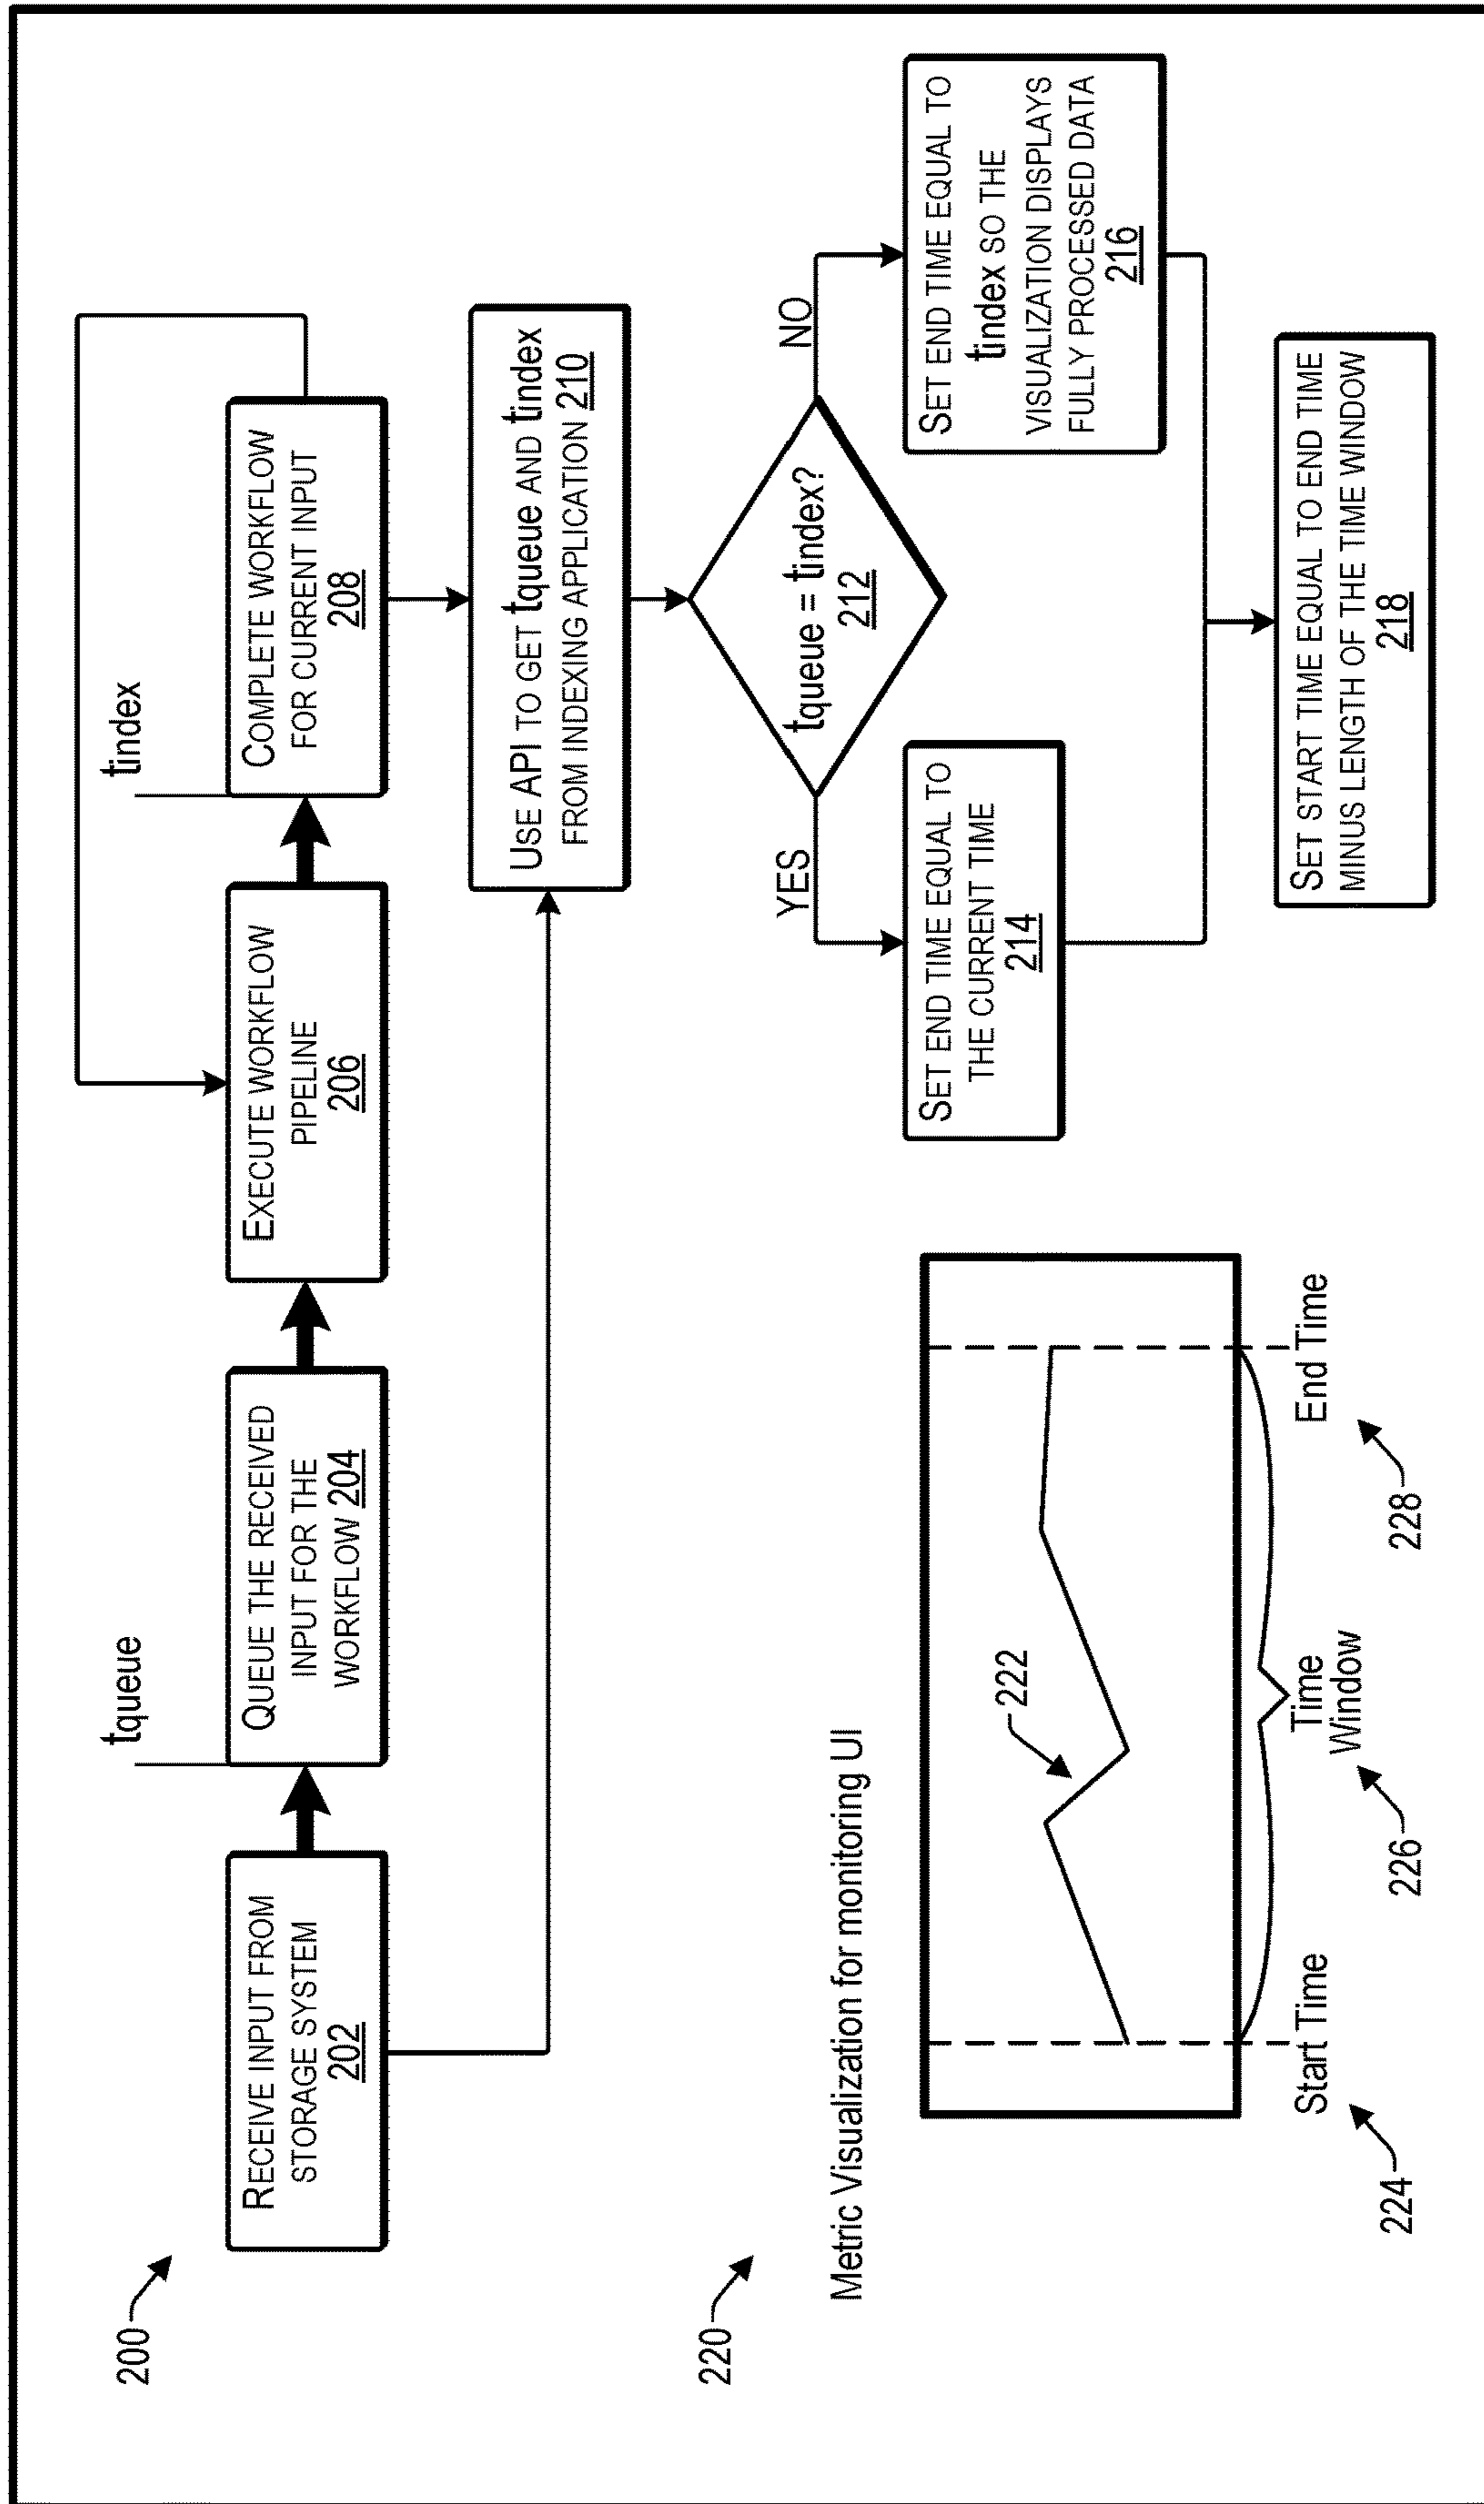 200
tqueue
tindex
RECEIVE INPUT FROM
STORAGE SYSTEM
202
QUEUE THE RECEIVED
INPUT FOR THE
WORKFLOW 204
EXECUTE WORKFLOW
PIPELINE
206
COMPLETE WORKFLOW
FOR CURRENT INPUT
208
USE API TO GET tqueue AND tindex
FROM INDEXING APPLICATION 210
tqueue = tindex?
212
YES
NO
SET END TIME EQUAL TO
THE CURRENT TIME
214
SET END TIME EQUAL TO
tindex SO THE
VISUALIZATION DISPLAYS
FULLY PROCESSED DATA
216
SET START TIME EQUAL TO END TIME
MINUS LENGTH OF THE TIME WINDOW
218
220
Metric Visualization for monitoring UI
222
Start Time
Time
Window
End Time
224
226
228